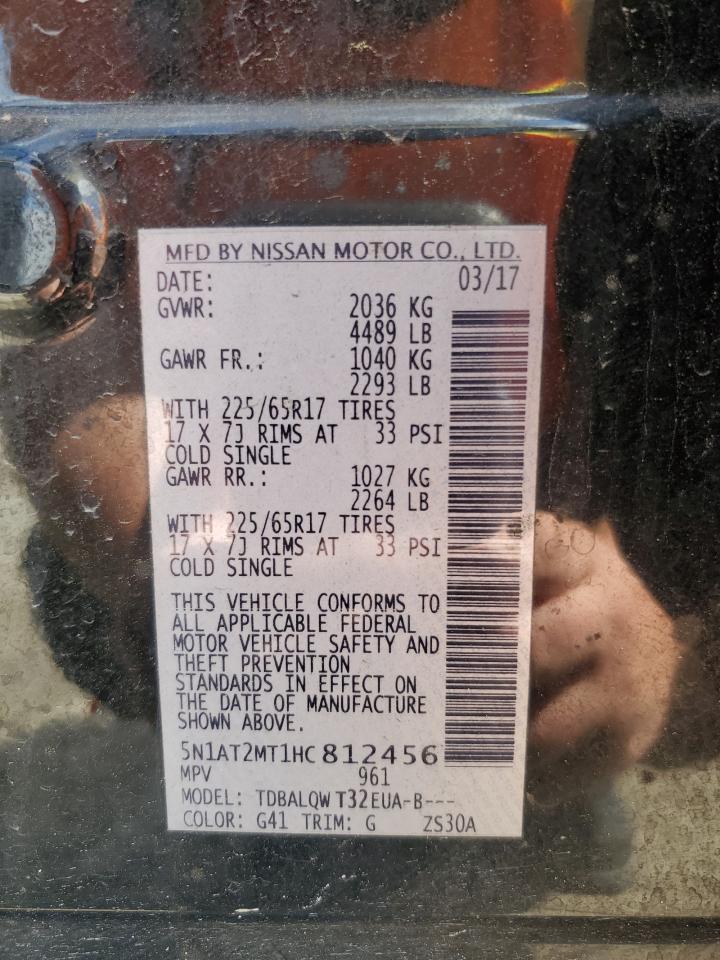 MFD BY NISSAN MOTOR CO., LTD.
DATE: 03/17
GVWR: 2036 KG
4489 LB
GAWR FR.: 1040 KG
2293 LB
WITH 225/65R17 TIRES
17 X 7J RIMS AT 33 PSI
COLD SINGLE
GAWR RR.: 1027 KG
2264 LB
WITH 225/65R17 TIRES
17 X 7J RIMS AT 33 PSI
COLD SINGLE
THIS VEHICLE CONFORMS TO
ALL APPLICABLE FEDERAL
MOTOR VEHICLE SAFETY AND
THEFT PREVENTION
STANDARDS IN EFFECT ON
THE DATE OF MANUFACTURE
SHOWN ABOVE.
5N1AT2MT1HC812456
MPV 961
MODEL: TDBALQWT32EUA-B---
COLOR: G41 TRIM: G ZS30A